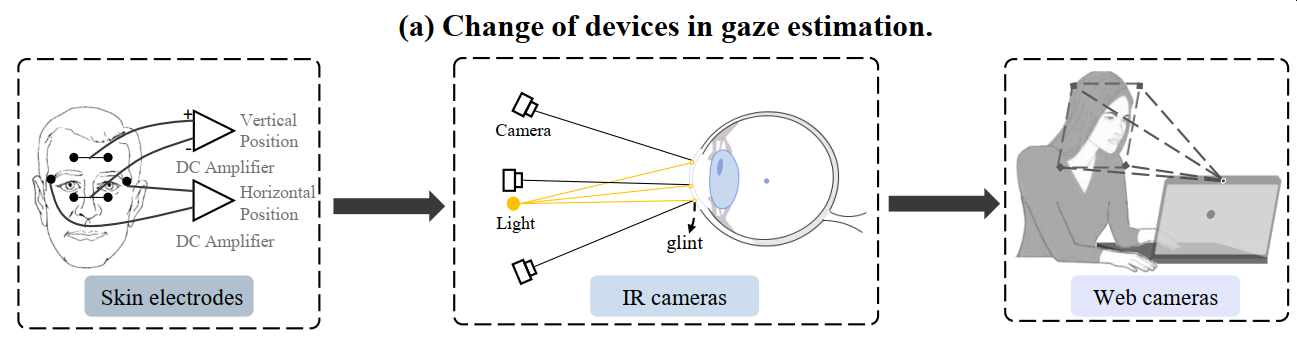 (a) Change of devices in gaze estimation.
+
Vertical
Position
-
DC Amplifier
Horizontal
Position
DC Amplifier
Skin electrodes
Camera
Light
glint
IR cameras
Web cameras